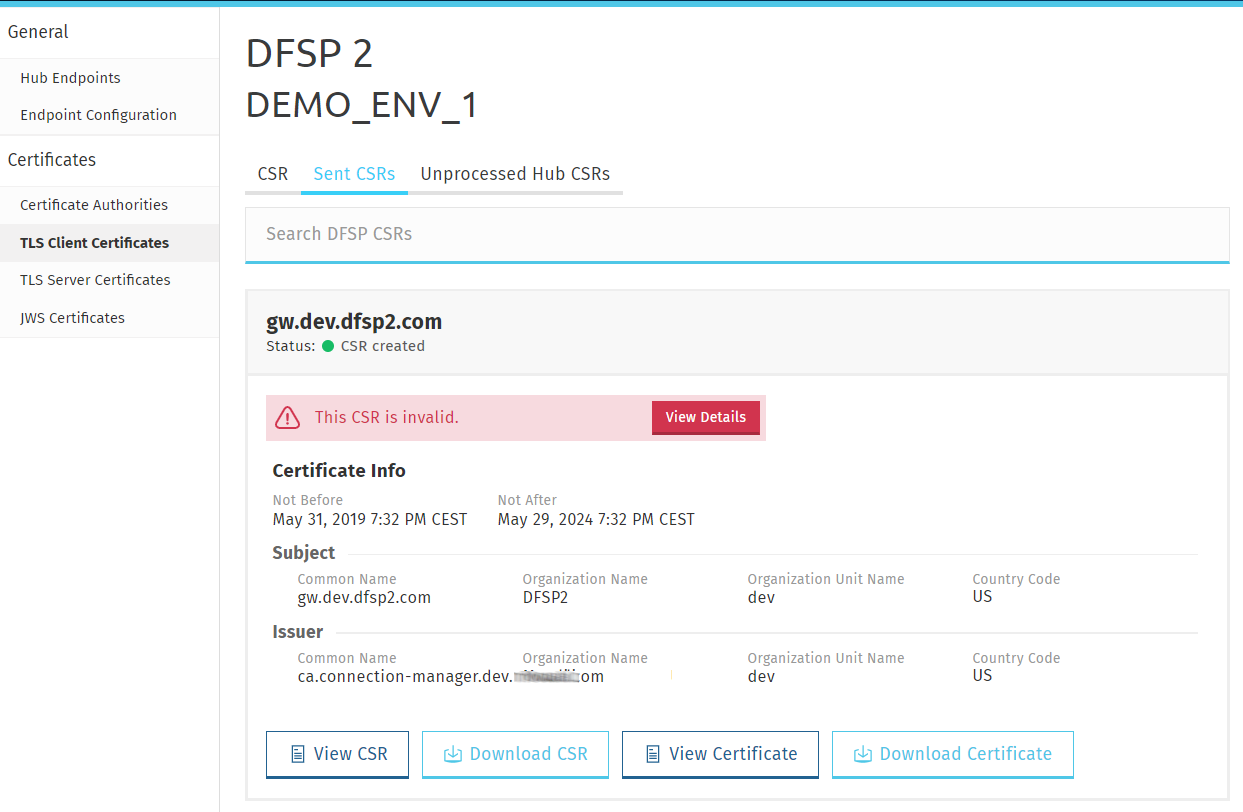 General
Hub Endpoints
Endpoint Configuration
Certificates
Certificate Authorities
TLS Client Certificates
TLS Server Certificates
JWS Certificates
DFSP 2
DEMO_ENV_1
CSR Sent CSRs Unprocessed Hub CSRs
Search DFSP CSRs
gw.dev.dfsp2.com
Status: CSR created
This CSR is invalid. View Details
Certificate Info
Not Before Not After
May 31, 2019 7:32 PM CEST May 29, 2024 7:32 PM CEST
Subject
Common Name Organization Name Organization Unit Name Country Code
gw.dev.dfsp2.com DFSP2 dev US
Issuer
Common Name Organization Name Organization Unit Name Country Code
ca.connection-manager.dev. com dev US
View CSR Download CSR View Certificate Download Certificate